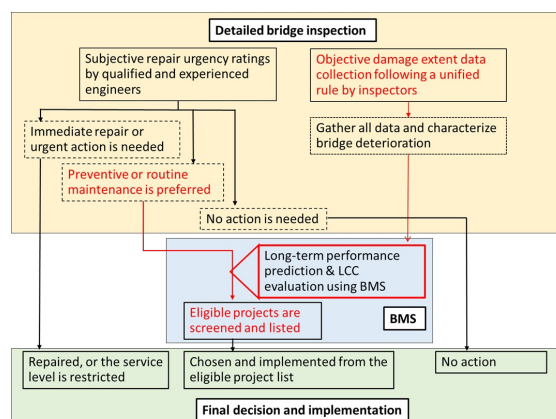 Detailed bridge inspection
Subjective repair urgency ratings
by qualified and experienced
engineers
Objective damage extent data
collection following a unified
rule by inspectors
Immediate repair or
urgent action is needed
Gather all data and characterize
bridge deterioration
Preventive or routine
maintenance is preferred
No action is needed
Long-term performance
prediction & LCC
evaluation using BMS
Eligible projects are
screened and listed
BMS
Repaired, or the service
level is restricted
Chosen and implemented from the
eligible project list
No action
Final decision and implementation